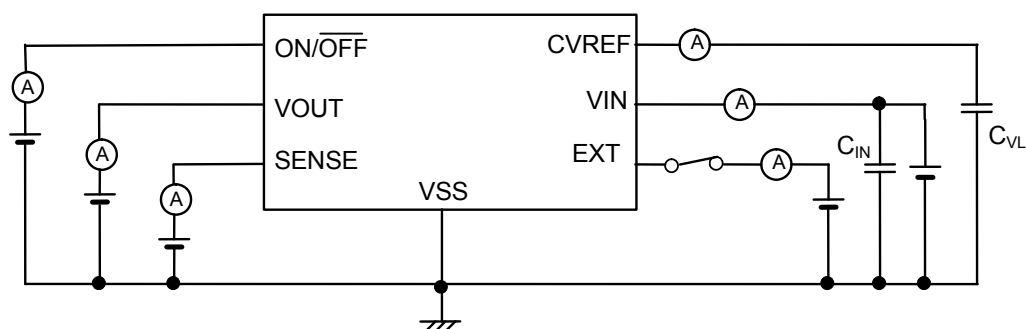 ON/OFF
CVREF
A
A
VOUT
VIN
A
A
SENSE
EXT
A
A
C_IN
C_VL
VSS